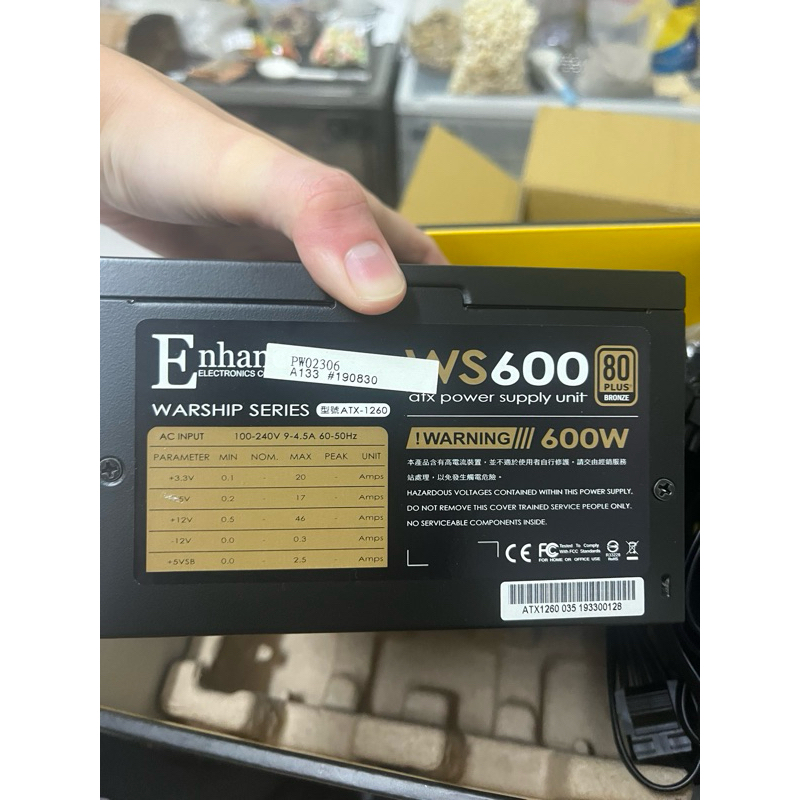 Enhan
ELECTRONICS C
PW02306
A133 #190830
WS600
atx power supply unit
80
PLUS
BRONZE
WARSHIP SERIES 型號 ATX-1260
AC INPUT 100-240V 9-4.5A 60-50Hz
PARAMETER MIN NOM. MAX PEAK UNIT
+3.3V 0.1 - 20 - Amps
+5V 0.2 - 17 - Amps
+12V 0.5 - 46 - Amps
-12V 0.0 - 0.3 - Amps
+5VSB 0.0 - 2.5 - Amps
! WARNING //// 600W
本產品含有高電流裝置，並不適於使用者自行修護，請交由經銷服務
站處理，以免發生觸電危險。
HAZARDOUS VOLTAGES CONTAINED WITHIN THIS POWER SUPPLY.
DO NOT REMOVE THIS COVER TRAINED SERVICE PEOPLE ONLY.
NO SERVICEABLE COMPONENTS INSIDE.
CE FC Tested To Comply
With FCC Standards
FOR HOME OR OFFICE USE
R33226
RoHS
ATX1260 035 193300128